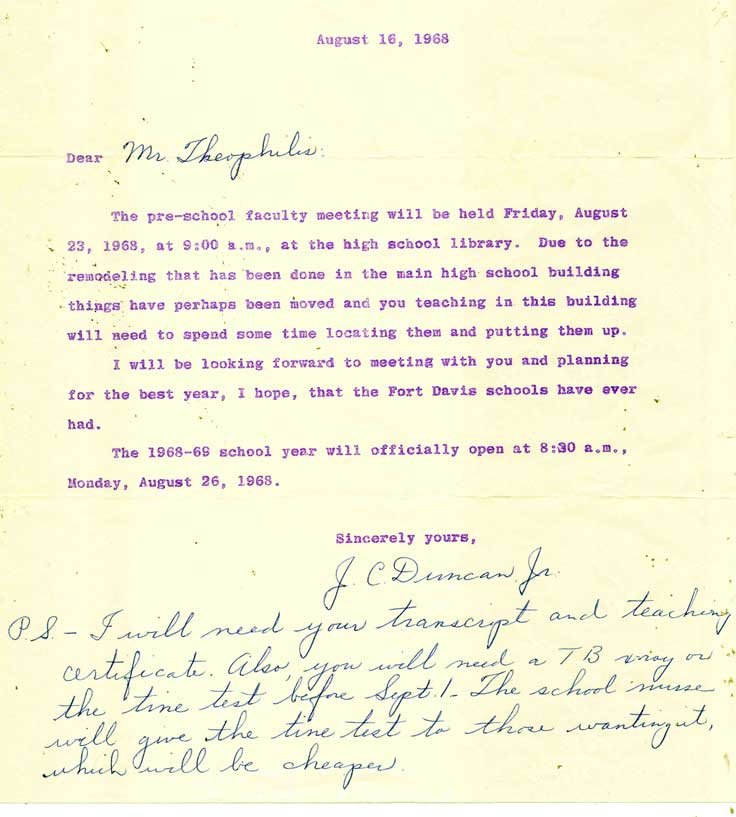 August 16, 1968
Dear Mr. Theophilis:
The pre-school faculty meeting will be held Friday, August
23, 1968, at 9:00 a.m., at the high school library. Due to the
remodeling that has been done in the main high school building
things have perhaps been moved and you teaching in this building
will need to spend some time locating them and putting them up.
I will be looking forward to meeting with you and planning
for the best year, I hope, that the Fort Davis schools have ever
had.
The 1968-69 school year will officially open at 8:30 a.m.,
Monday, August 26, 1968.
Sincerely yours,
J. C. Duncan, Jr.
P.S. - I will need your transcript and teaching
certificate. Also, you will need a TB xray or
the tine test before Sept. 1 - The school nurse
will give the tine test to those wanting it,
which will be cheaper.